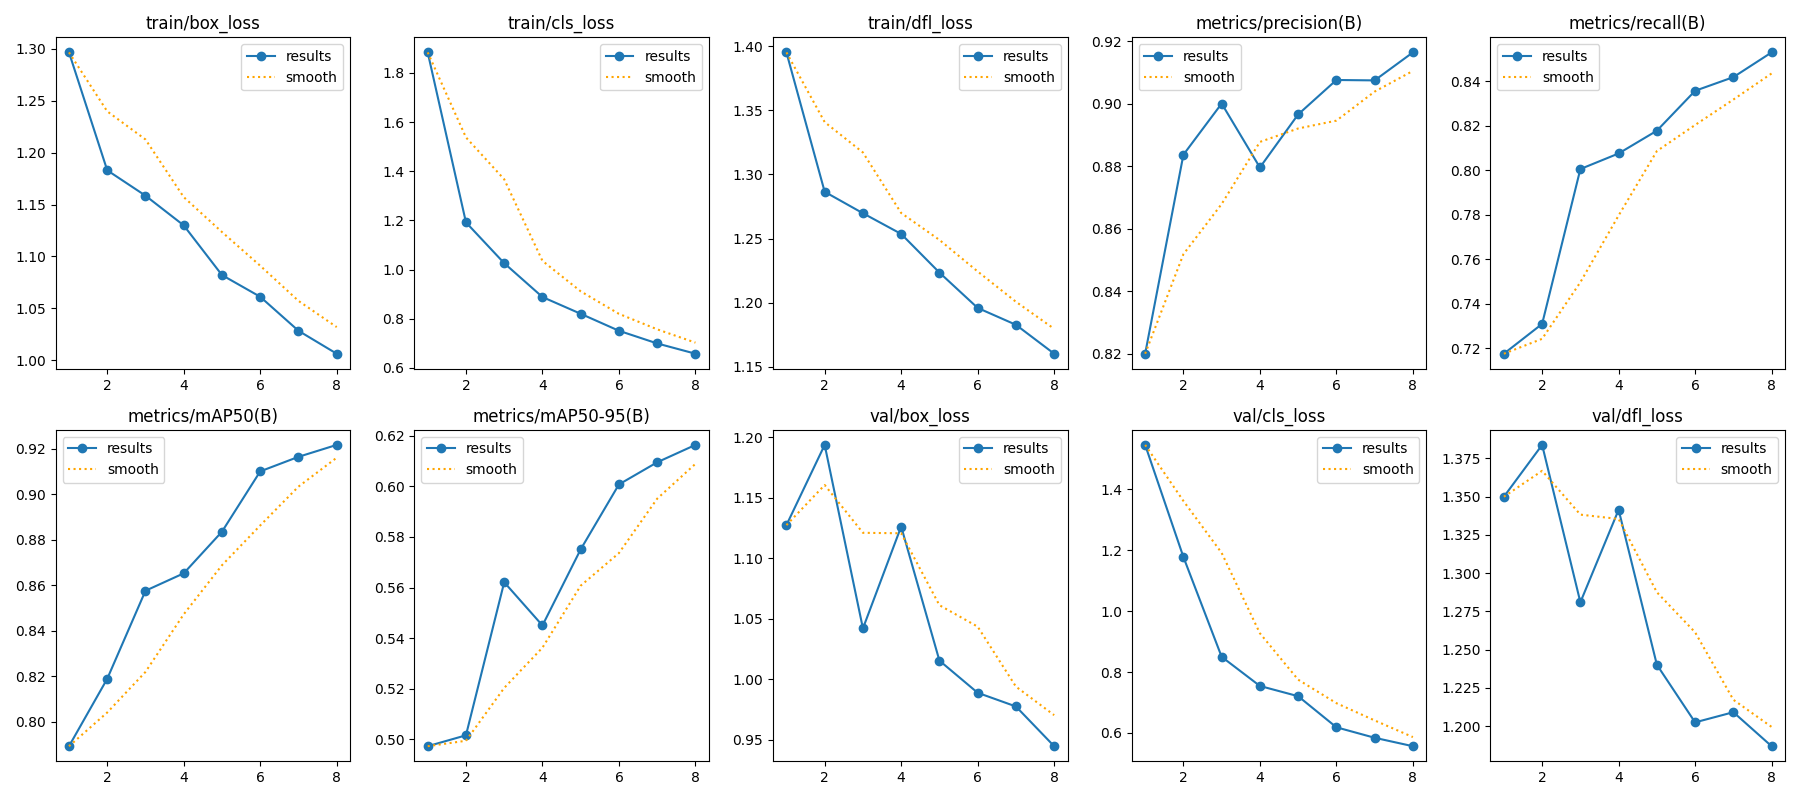 train/box_loss
results
smooth
1.30
1.25
1.20
1.15
1.10
1.05
1.00
2 4 6 8
train/cls_loss
results
smooth
1.8
1.6
1.4
1.2
1.0
0.8
0.6
2 4 6 8
train/dfl_loss
results
smooth
1.40
1.35
1.30
1.25
1.20
1.15
2 4 6 8
metrics/precision(B)
results
smooth
0.92
0.90
0.88
0.86
0.84
0.82
2 4 6 8
metrics/recall(B)
results
smooth
0.84
0.82
0.80
0.78
0.76
0.74
0.72
2 4 6 8
metrics/mAP50(B)
results
smooth
0.92
0.90
0.88
0.86
0.84
0.82
0.80
2 4 6 8
metrics/mAP50-95(B)
results
smooth
0.62
0.60
0.58
0.56
0.54
0.52
0.50
2 4 6 8
val/box_loss
results
smooth
1.20
1.15
1.10
1.05
1.00
0.95
2 4 6 8
val/cls_loss
results
smooth
1.4
1.2
1.0
0.8
0.6
2 4 6 8
val/dfl_loss
results
smooth
1.375
1.350
1.325
1.300
1.275
1.250
1.225
1.200
2 4 6 8